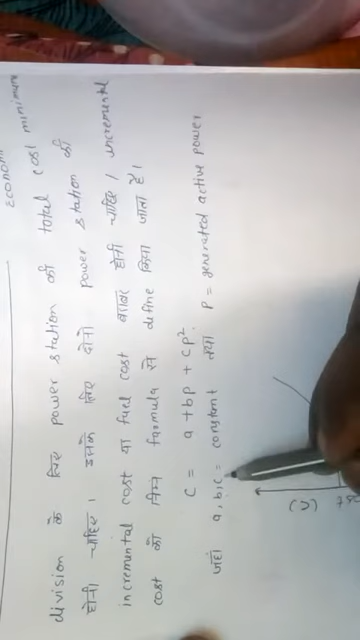 Econom
division के लिए power station की total cost minimum
होनी चाहिए। इसके लिए दोनो power station की
incremental cost या fuel cost बराबर होनी चाहिए। incremental
cost को निम्न formula से define किया जाता है।
C = a + bp + cp²
जहां a, b, c = constant तथा P = generated active power